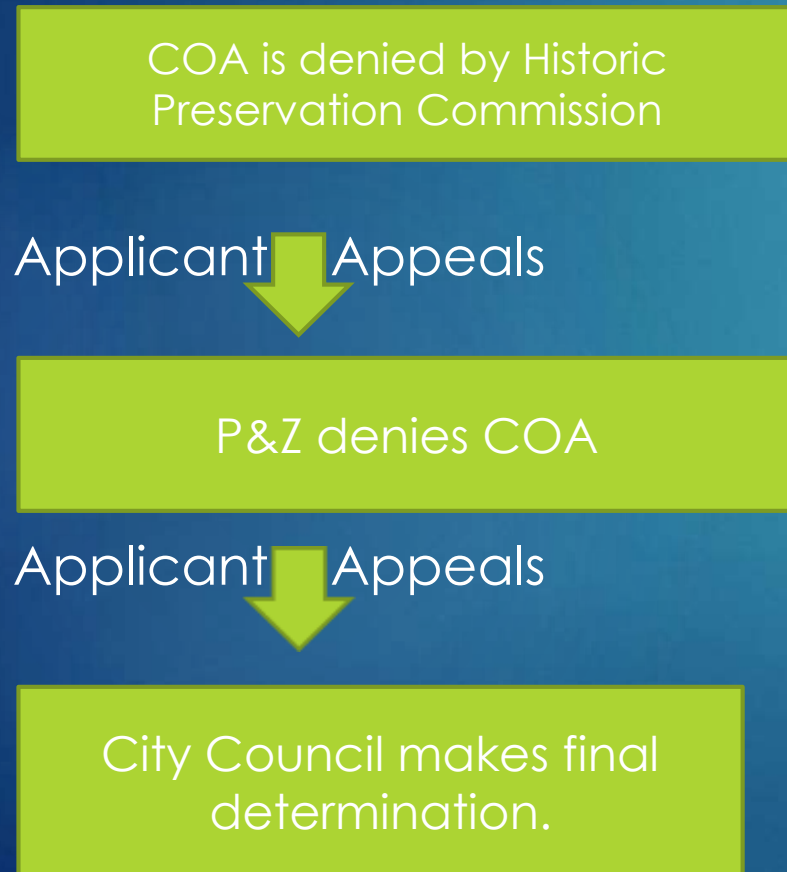 COA is denied by Historic
Preservation Commission
Applicant Appeals
P&Z denies COA
Applicant Appeals
City Council makes final
determination.